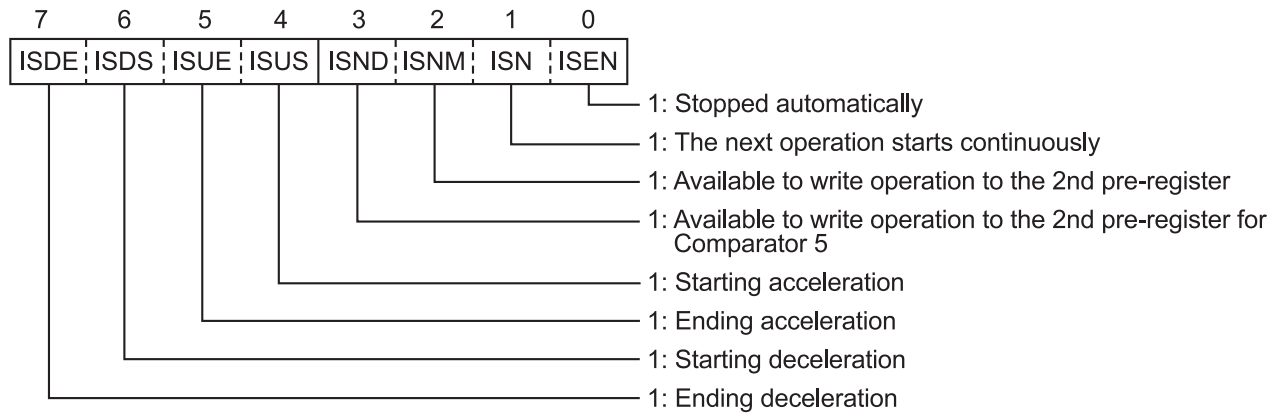 7 6 5 4 3 2 1 0
ISDE ISDS ISUE ISUS ISND ISNM ISN ISEN
1: Stopped automatically
1: The next operation starts continuously
1: Available to write operation to the 2nd pre-register
1: Available to write operation to the 2nd pre-register for
Comparator 5
1: Starting acceleration
1: Ending acceleration
1: Starting deceleration
1: Ending deceleration